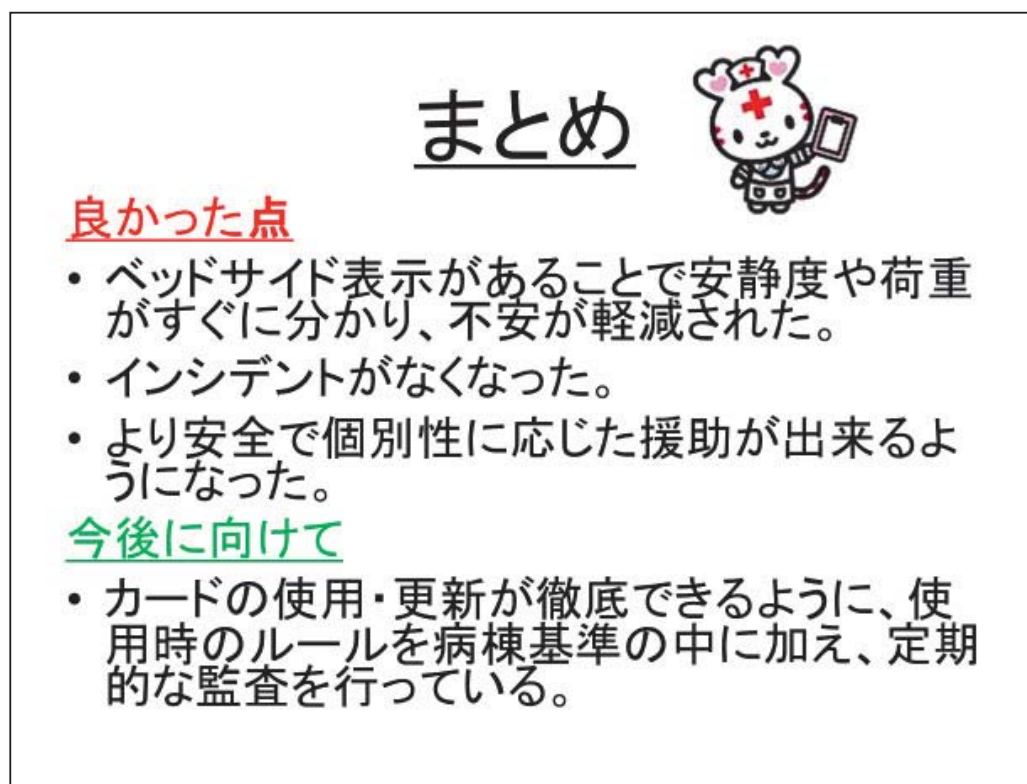 まとめ
良かった点
• ベッドサイド表示があることで安静度や荷重
がすぐに分かり、不安が軽減された。
• インシデントがなくなった。
• より安全で個別性に応じた援助が出来るよ
うになった。
今後に向けて
• カードの使用・更新が徹底できるように、使
用時のルールを病棟基準の中に加え、定期
的な監査を行っている。